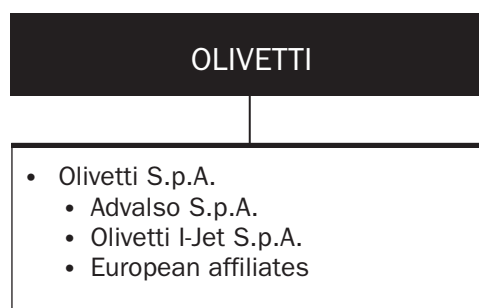 OLIVETTI
• Olivetti S.p.A.
• Advalso S.p.A.
• Olivetti I-Jet S.p.A.
• European affiliates